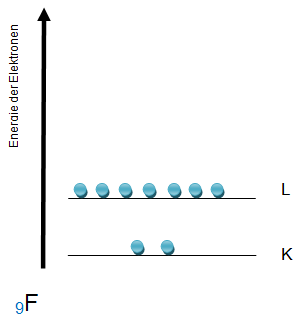 Energie der Elektronen
L
K
₉F